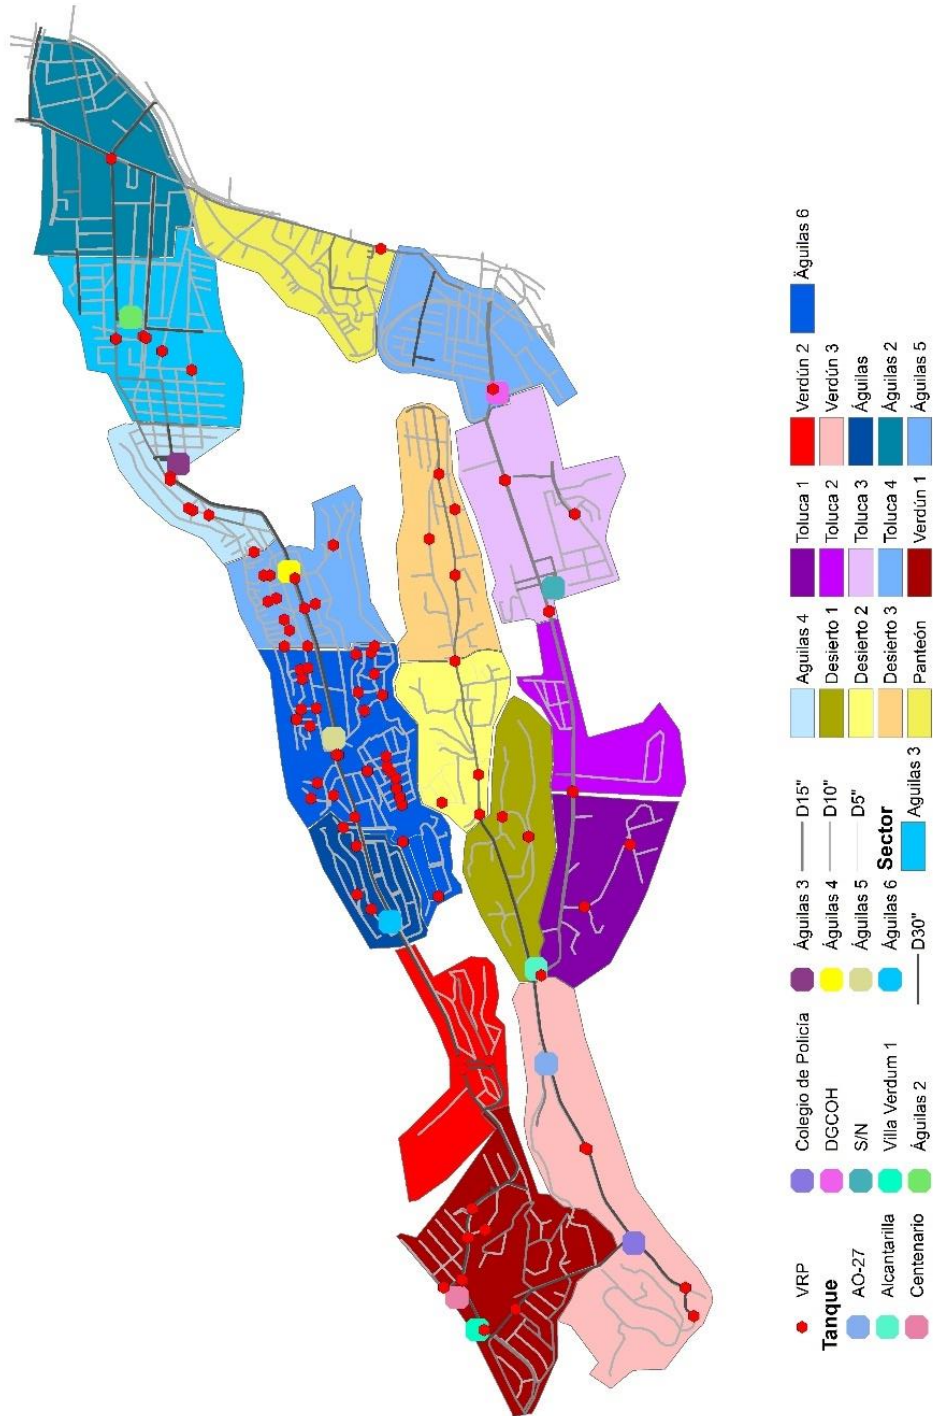 VRP
Tanque
AO-27
Alcantarilla
Centenario
Colegio de Policía
DGCOH
S/N
Villa Verdum 1
Águilas 2
Águilas 3
Águilas 4
Águilas 5
Águilas 6
D30"
D15"
D10"
D5"
Sector
Aguilas 3
Aguilas 4
Desierto 1
Desierto 2
Desierto 3
Panteón
Toluca 1
Toluca 2
Toluca 3
Toluca 4
Verdún 1
Verdún 2
Verdún 3
Águilas
Águilas 2
Águilas 5
Águilas 6